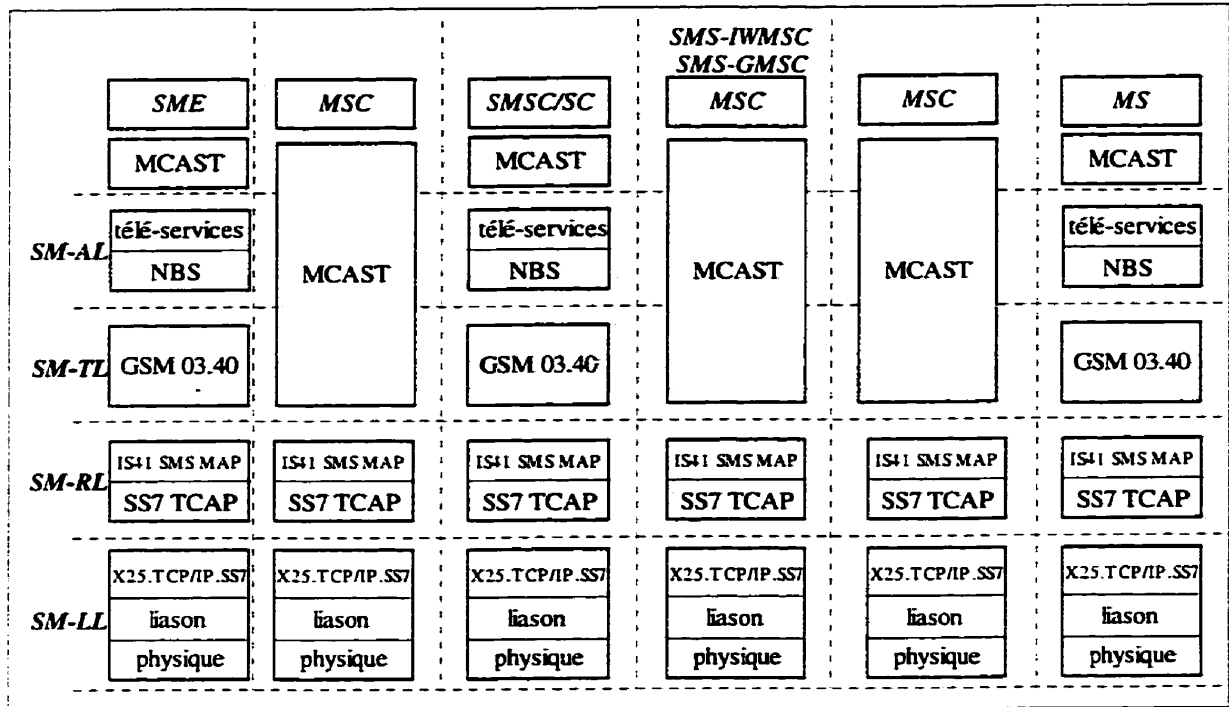 SMS-IWMSC
SMS-GMSC
SME MSC SMSC/SC MSC MSC MS
MCAST MCAST MCAST
SM-AL télé-services télé-services télé-services
NBS MCAST NBS MCAST MCAST NBS
SM-TL GSM 03.40 GSM 03.40 GSM 03.40
SM-RL IS41 SMS MAP IS41 SMS MAP IS41 SMS MAP IS41 SMS MAP IS41 SMS MAP IS41 SMS MAP
SS7 TCAP SS7 TCAP SS7 TCAP SS7 TCAP SS7 TCAP SS7 TCAP
X25.TCP/IP.SS7 X25.TCP/IP.SS7 X25.TCP/IP.SS7 X25.TCP/IP.SS7 X25.TCP/IP.SS7 X25.TCP/IP.SS7
SM-LL liason liason liason liason liason liason
physique physique physique physique physique physique